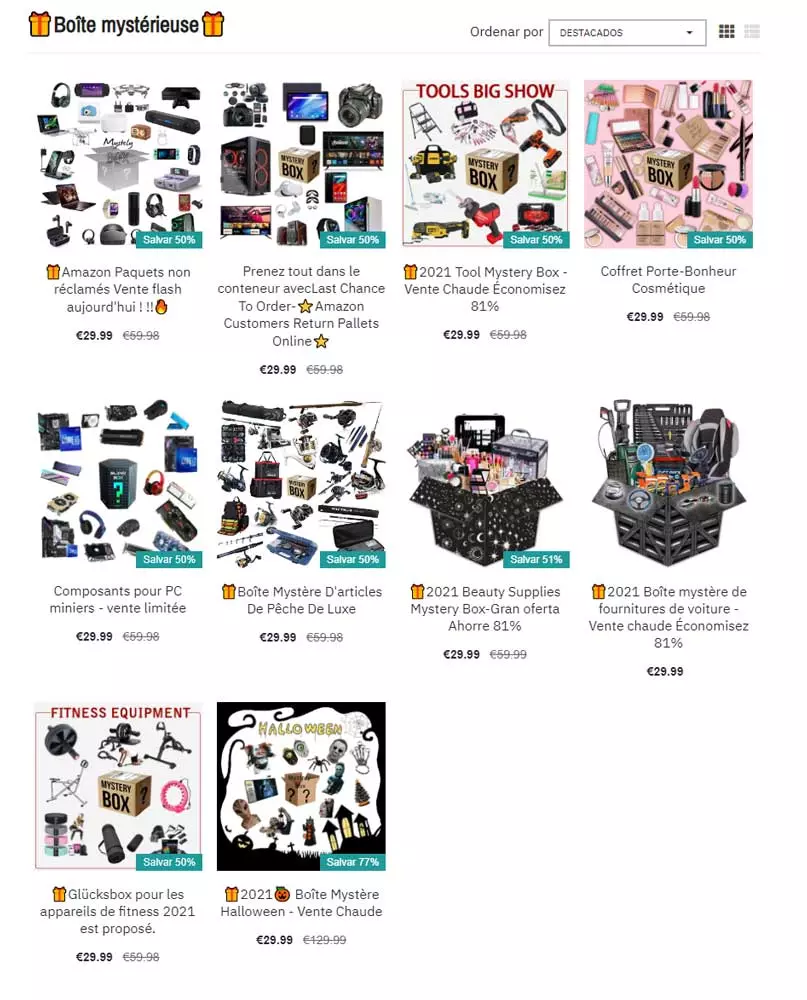 🎁Boîte mystérieuse🎁
Ordenar por
DESTACADOS
Mystely
BOX
Salvar 50%
🎁Amazon Paquets non
réclamés Vente flash
aujourd'hui ! !!🔥
€29.99 €59.98
MYSTERY
BOX ?
Salvar 50%
Prenez tout dans le
conteneur avecLast Chance
To Order-⭐Amazon
Customers Return Pallets
Online⭐
€29.99 €59.98
TOOLS BIG SHOW
MYSTERY
BOX ?
Salvar 50%
🎁2021 Tool Mystery Box -
Vente Chaude Économisez
81%
€29.99 €59.98
MYSTERY
BOX ?
Salvar 50%
Coffret Porte-Bonheur
Cosmétique
€29.99 €59.98
BLIND
BOX
?
Salvar 50%
Composants pour PC
miniers - vente limitée
€29.99 €59.98
MYSTERY
BOX ?
Salvar 50%
🎁Boîte Mystère D'articles
De Pêche De Luxe
€29.99 €59.98
Salvar 51%
🎁2021 Beauty Supplies
Mystery Box-Gran oferta
Ahorre 81%
€29.99 €59.99
🎁2021 Boîte mystère de
fournitures de voiture -
Vente chaude Économisez
81%
€29.99
FITNESS EQUIPMENT
MYSTERY
BOX ?
Salvar 50%
🎁Glücksbox pour les
appareils de fitness 2021
est proposé.
€29.99 €59.98
HALLOWEEN
? ?
Salvar 77%
🎁2021🎃 Boîte Mystère
Halloween - Vente Chaude
€29.99 €129.99